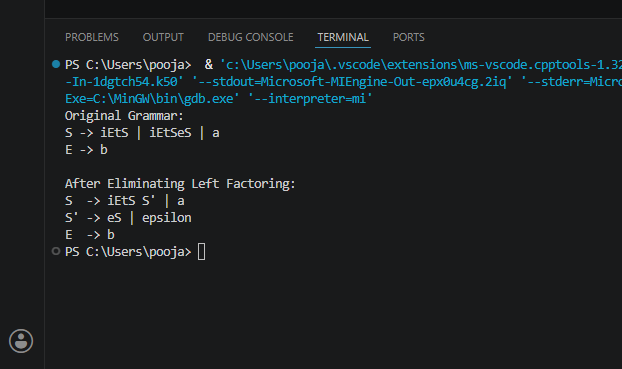 PROBLEMS OUTPUT DEBUG CONSOLE TERMINAL PORTS
PS C:\Users\pooja>  & 'c:\Users\pooja\.vscode\extensions\ms-vscode.cpptools-1.32
-In-1dgtch54.k50' '--stdout=Microsoft-MIEngine-Out-epx0u4cg.2iq' '--stderr=Micro
Exe=C:\MinGW\bin\gdb.exe' '--interpreter=mi'
Original Grammar:
S -> iEtS | iEtSeS | a
E -> b
After Eliminating Left Factoring:
S  -> iEtS S' | a
S' -> eS | epsilon
E  -> b
PS C:\Users\pooja>